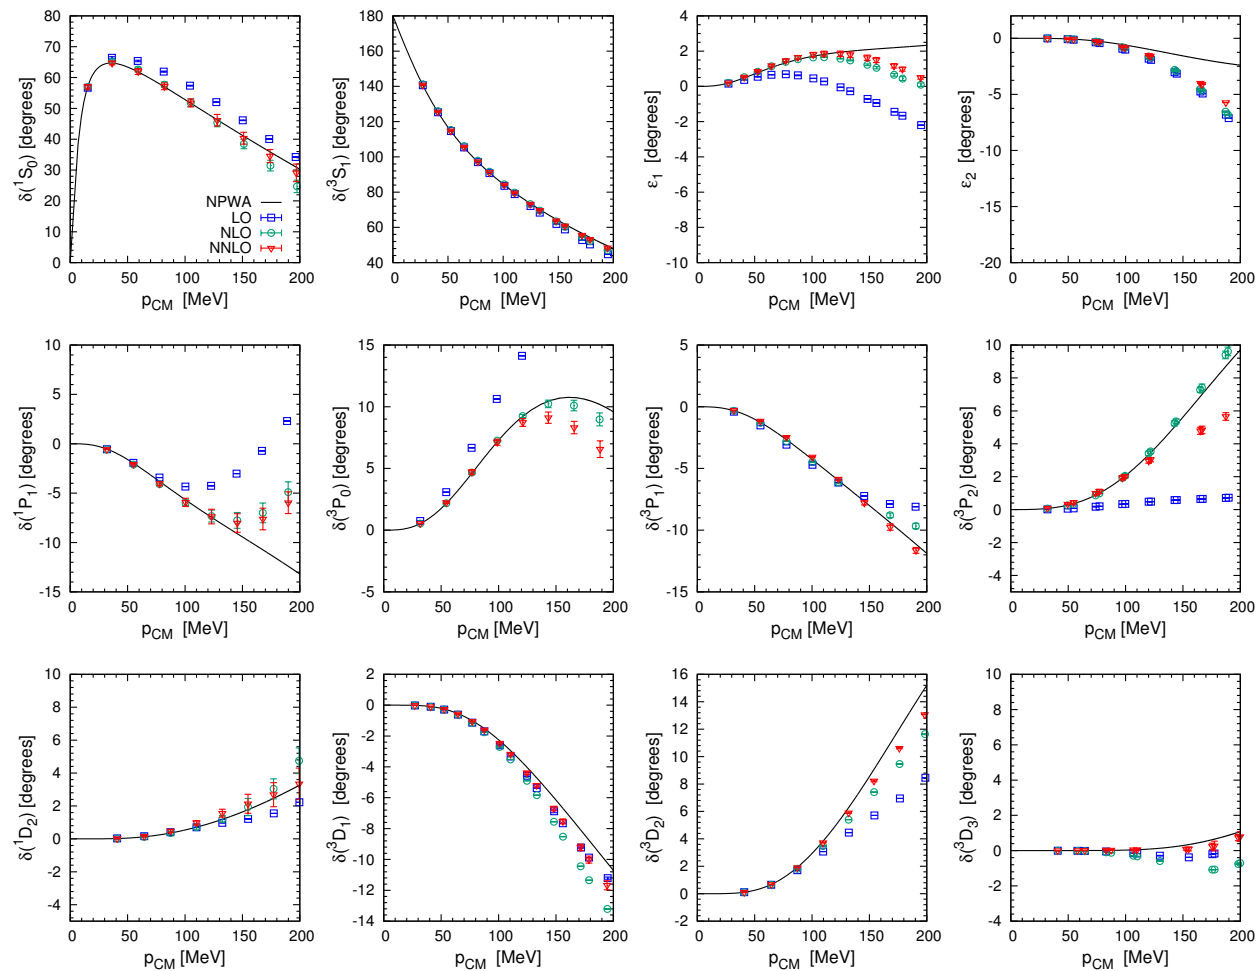 δ(¹S₀) [degrees]
80
70
60
50
40
30
20
10
0
NPWA
LO
NLO
NNLO
0 50 100 150 200
p_CM [MeV]
δ(³S₁) [degrees]
180
160
140
120
100
80
60
40
0 50 100 150 200
p_CM [MeV]
ε₁ [degrees]
4
2
0
-2
-4
-6
-8
-10
0 50 100 150 200
p_CM [MeV]
ε₂ [degrees]
0
-5
-10
-15
-20
0 50 100 150 200
p_CM [MeV]
δ(¹P₁) [degrees]
10
5
0
-5
-10
-15
0 50 100 150 200
p_CM [MeV]
δ(³P₀) [degrees]
15
10
5
0
-5
0 50 100 150 200
p_CM [MeV]
δ(³P₁) [degrees]
5
0
-5
-10
-15
0 50 100 150 200
p_CM [MeV]
δ(³P₂) [degrees]
10
8
6
4
2
0
-2
-4
0 50 100 150 200
p_CM [MeV]
δ(¹D₂) [degrees]
10
8
6
4
2
0
-2
-4
0 50 100 150 200
p_CM [MeV]
δ(³D₁) [degrees]
2
0
-2
-4
-6
-8
-10
-12
-14
0 50 100 150 200
p_CM [MeV]
δ(³D₂) [degrees]
16
14
12
10
8
6
4
2
0
-2
0 50 100 150 200
p_CM [MeV]
δ(³D₃) [degrees]
10
8
6
4
2
0
-2
-4
0 50 100 150 200
p_CM [MeV]